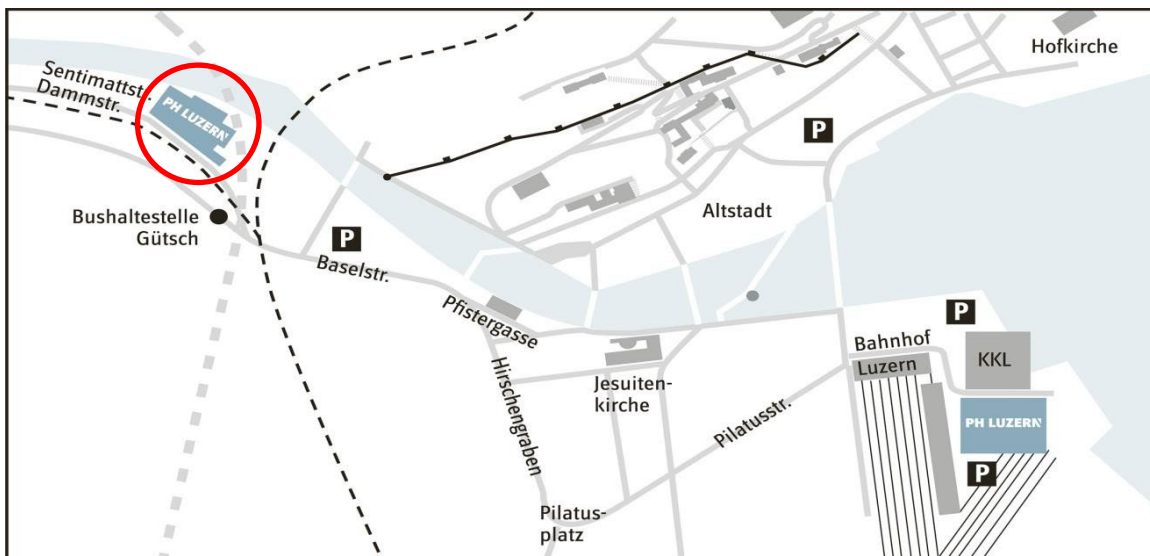 Hofkirche
Sentimattstr.
Dammstr.
PH LUZERN
P
Altstadt
Bushaltestelle
Gütsch
P
Baselstr.
Pfistergasse
P
Bahnhof
Luzern
KKL
Jesuiten-
kirche
Hirschengraben
Pilatusstr.
PH LUZERN
P
Pilatus-
platz